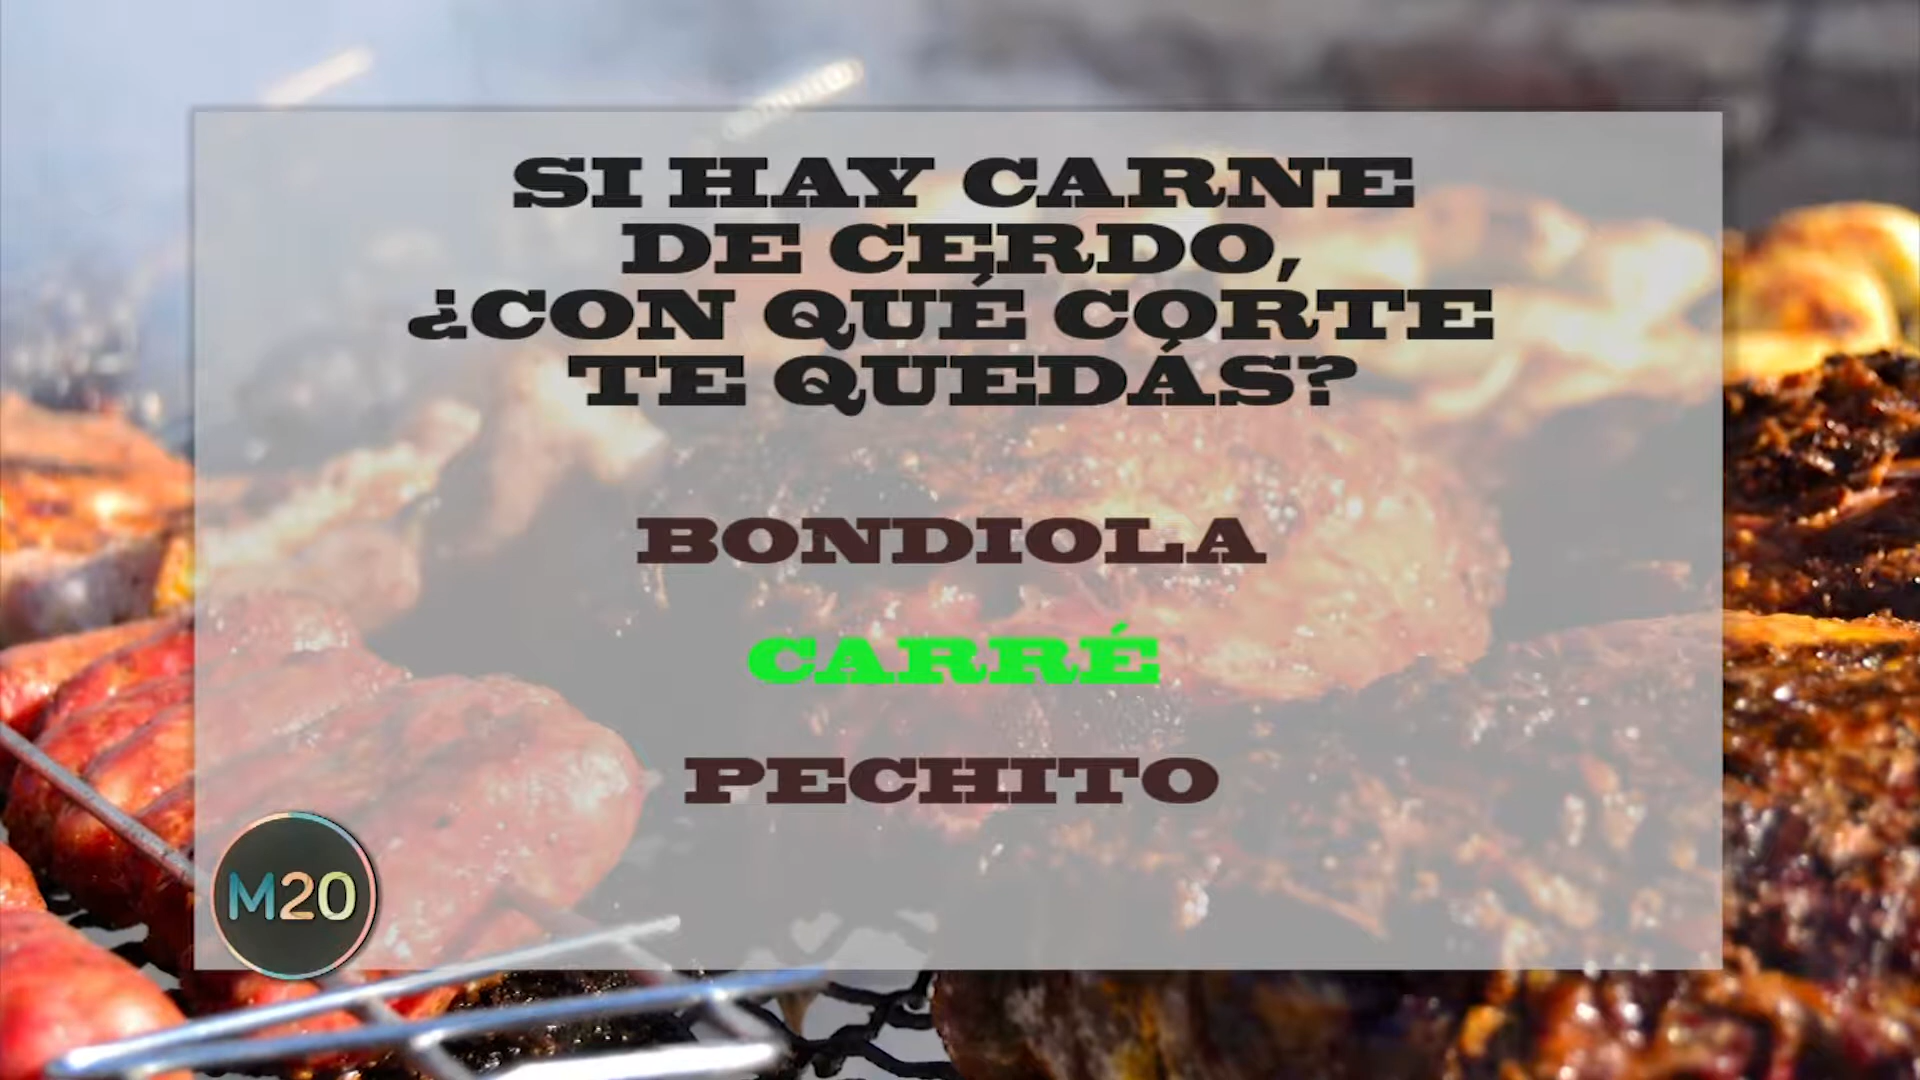 SI HAY CARNE
DE CERDO,
¿CON QUÉ CORTE
TE QUEDÁS?
BONDIOLA
CARRÉ
PECHITO
M20